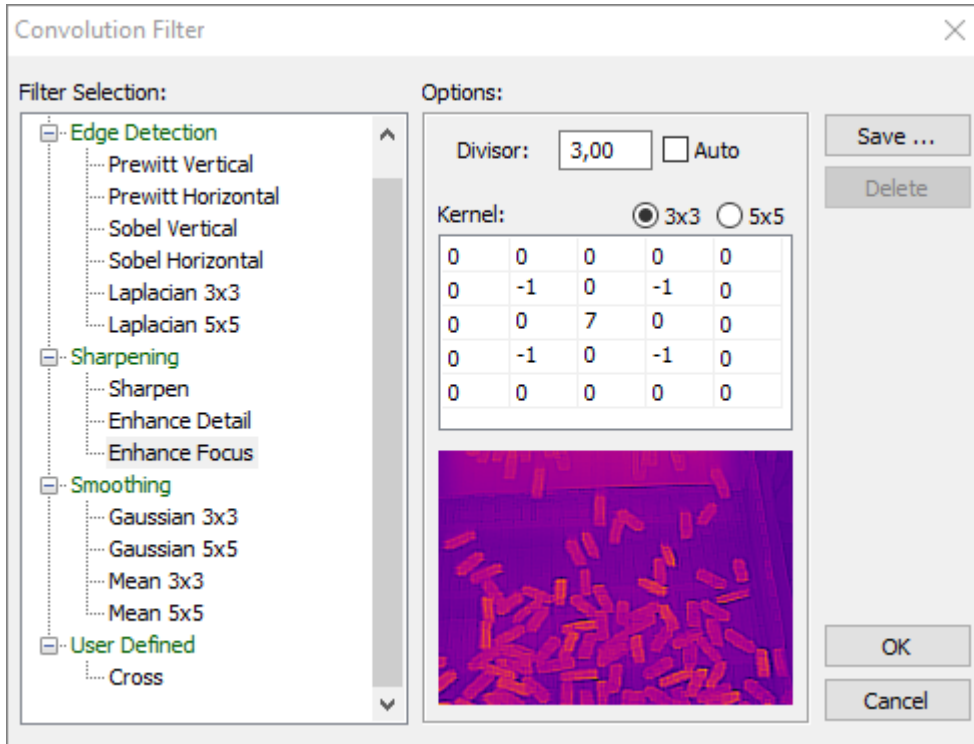 Convolution Filter
Filter Selection:
Edge Detection
Prewitt Vertical
Prewitt Horizontal
Sobel Vertical
Sobel Horizontal
Laplacian 3x3
Laplacian 5x5
Sharpening
Sharpen
Enhance Detail
Enhance Focus
Smoothing
Gaussian 3x3
Gaussian 5x5
Mean 3x3
Mean 5x5
User Defined
Cross
Options:
Divisor: 3,00 Auto
Kernel: 3x3 5x5
0 0 0 0 0
0 -1 0 -1 0
0 0 7 0 0
0 -1 0 -1 0
0 0 0 0 0
Save ...
Delete
OK
Cancel